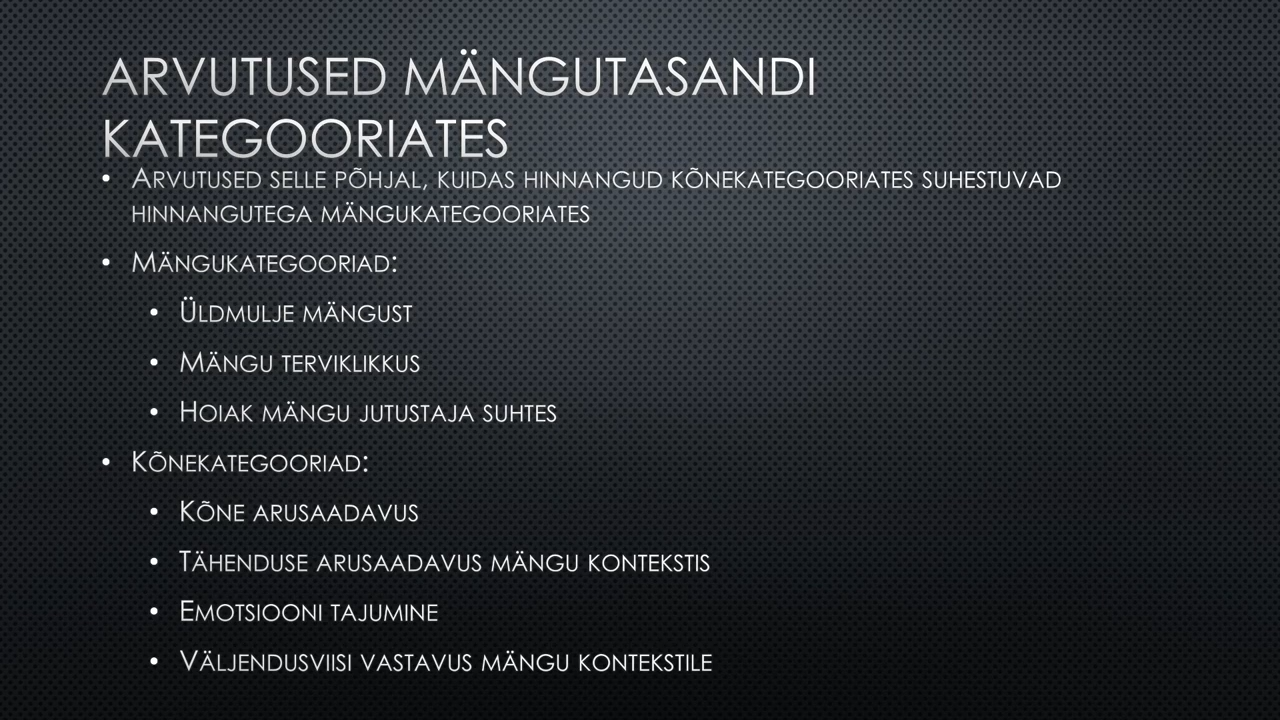 ARVUTUSED MÄNGUTASANDI
KATEGOORIATES
• ARVUTUSED SELLE PÕHJAL, KUIDAS HINNANGUD KÕNEKATEGOORIATES SUHESTUVAD
HINNANGUTEGA MÄNGUKATEGOORIATES
• MÄNGUKATEGOORIAD:
• ÜLDMULJE MÄNGUST
• MÄNGU TERVIKLIKKUS
• HOIAK MÄNGU JUTUSTAJA SUHTES
• KÕNEKATEGOORIAD:
• KÕNE ARUSAADAVUS
• TÄHENDUSE ARUSAADAVUS MÄNGU KONTEKSTIS
• EMOTSIOONI TAJUMINE
• VÄLJENDUSVIISI VASTAVUS MÄNGU KONTEKSTILE